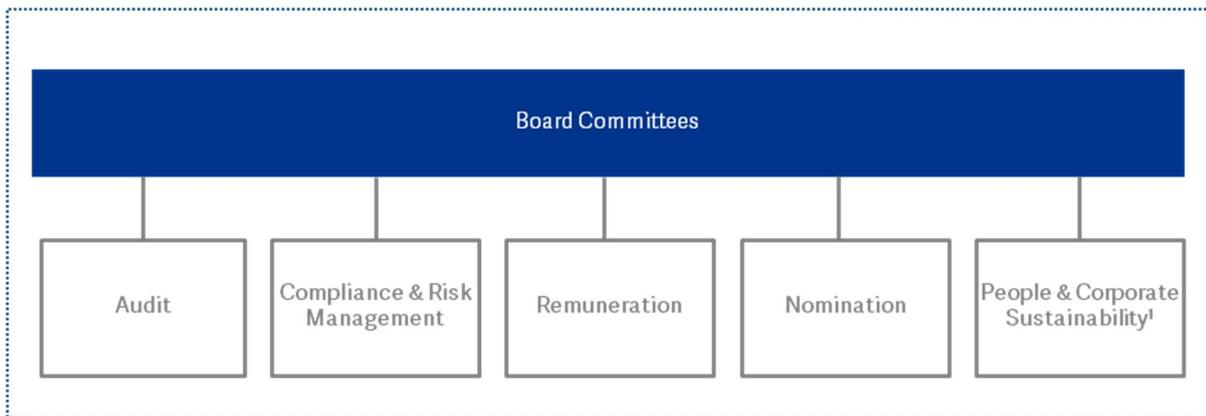 Board Committees
Audit
Compliance & Risk
Management
Remuneration
Nomination
People & Corporate
Sustainability¹